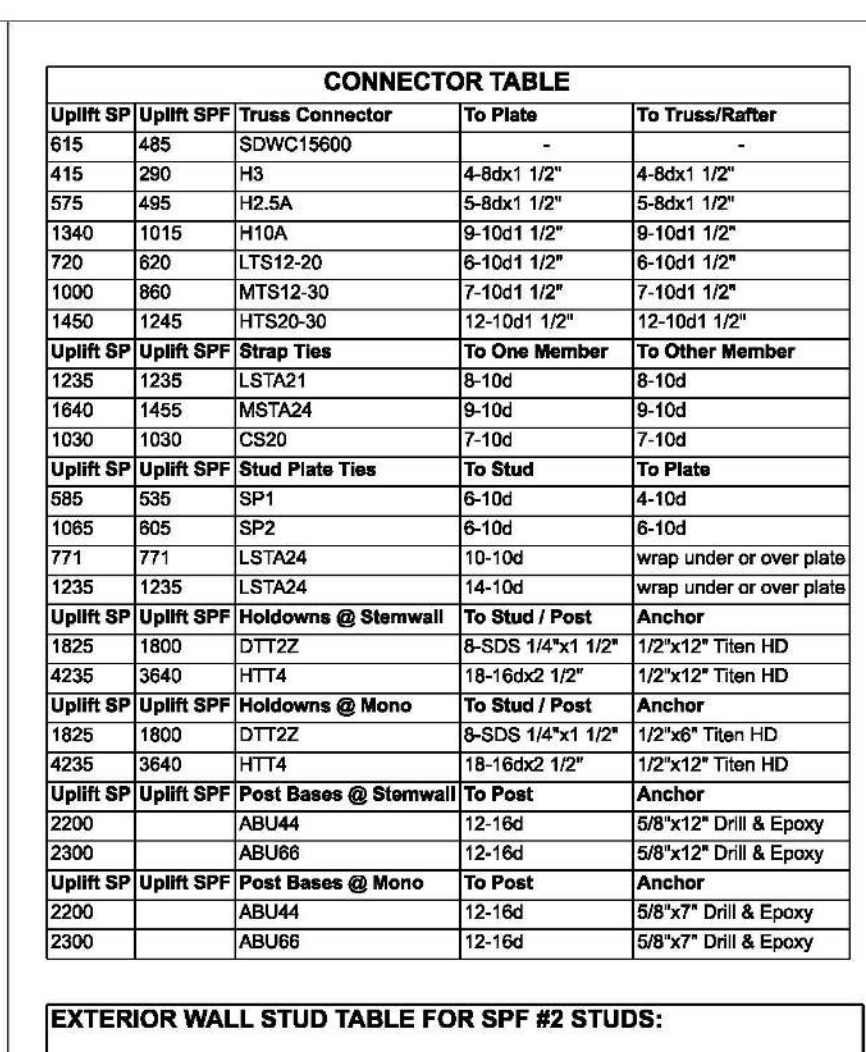 CONNECTOR TABLE
Uplift SP Uplift SPF Truss Connector To Plate To Truss/Rafter
615 485 SDWC15600 - -
415 290 H3 4-8dx1 1/2" 4-8dx1 1/2"
575 495 H2.5A 5-8dx1 1/2" 5-8dx1 1/2"
1340 1015 H10A 9-10d1 1/2" 9-10d1 1/2"
720 620 LTS12-20 6-10d1 1/2" 6-10d1 1/2"
1000 860 MTS12-30 7-10d1 1/2" 7-10d1 1/2"
1450 1245 HTS20-30 12-10d1 1/2" 12-10d1 1/2"
Uplift SP Uplift SPF Strap Ties To One Member To Other Member
1235 1235 LSTA21 8-10d 8-10d
1640 1455 MSTA24 9-10d 9-10d
1030 1030 CS20 7-10d 7-10d
Uplift SP Uplift SPF Stud Plate Ties To Stud To Plate
585 535 SP1 6-10d 4-10d
1065 605 SP2 6-10d 6-10d
771 771 LSTA24 10-10d wrap under or over plate
1235 1235 LSTA24 14-10d wrap under or over plate
Uplift SP Uplift SPF Holdowns @ Stemwall To Stud / Post Anchor
1825 1800 DTT2Z 8-SDS 1/4"x1 1/2" 1/2"x12" Titen HD
4235 3640 HTT4 18-16dx2 1/2" 1/2"x12" Titen HD
Uplift SP Uplift SPF Holdowns @ Mono To Stud / Post Anchor
1825 1800 DTT2Z 8-SDS 1/4"x1 1/2" 1/2"x6" Titen HD
4235 3640 HTT4 18-16dx2 1/2" 1/2"x12" Titen HD
Uplift SP Uplift SPF Post Bases @ Stemwall To Post Anchor
2200 ABU44 12-16d 5/8"x12" Drill & Epoxy
2300 ABU66 12-16d 5/8"x12" Drill & Epoxy
Uplift SP Uplift SPF Post Bases @ Mono To Post Anchor
2200 ABU44 12-16d 5/8"x7" Drill & Epoxy
2300 ABU66 12-16d 5/8"x7" Drill & Epoxy
EXTERIOR WALL STUD TABLE FOR SPF #2 STUDS: